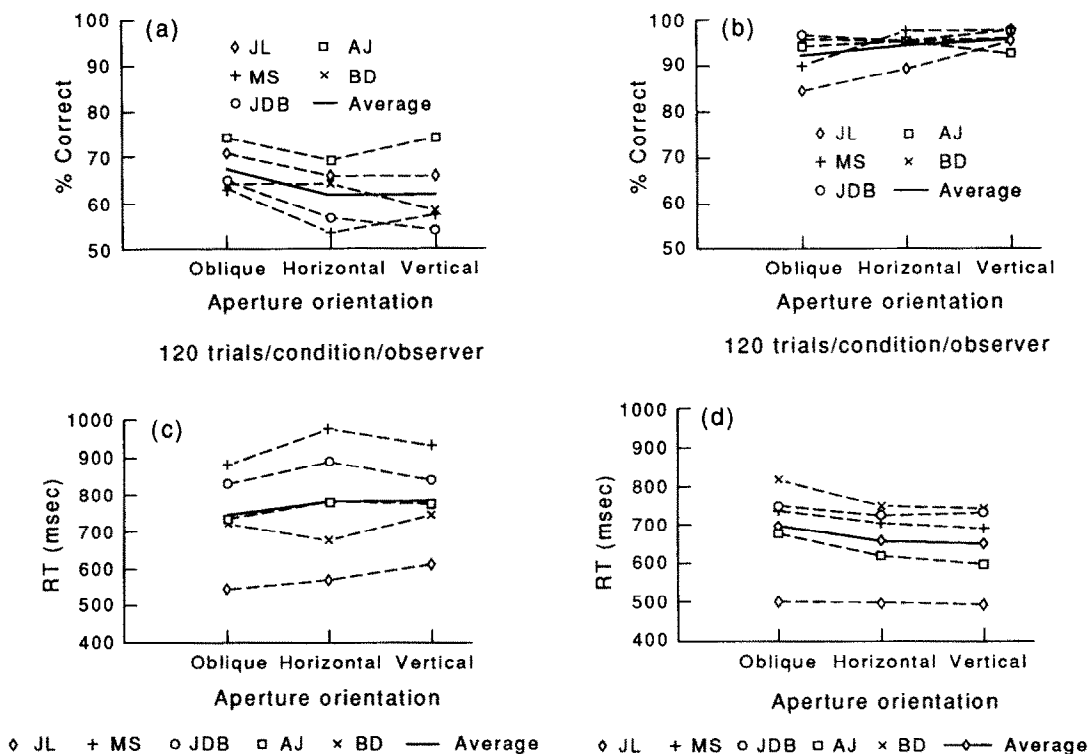 (a)
% Correct
100
90
80
70
60
50
◇ JL □ AJ
+ MS × BD
○ JDB — Average
Oblique Horizontal Vertical
Aperture orientation
120 trials/condition/observer
(b)
% Correct
100
90
80
70
60
50
◇ JL □ AJ
+ MS × BD
○ JDB — Average
Oblique Horizontal Vertical
Aperture orientation
120 trials/condition/observer
(c)
RT (msec)
1000
900
800
700
600
500
400
Oblique Horizontal Vertical
Aperture orientation
◇ JL + MS ○ JDB □ AJ × BD — Average
(d)
RT (msec)
1000
900
800
700
600
500
400
Oblique Horizontal Vertical
Aperture orientation
◇ JL + MS ○ JDB □ AJ × BD — Average